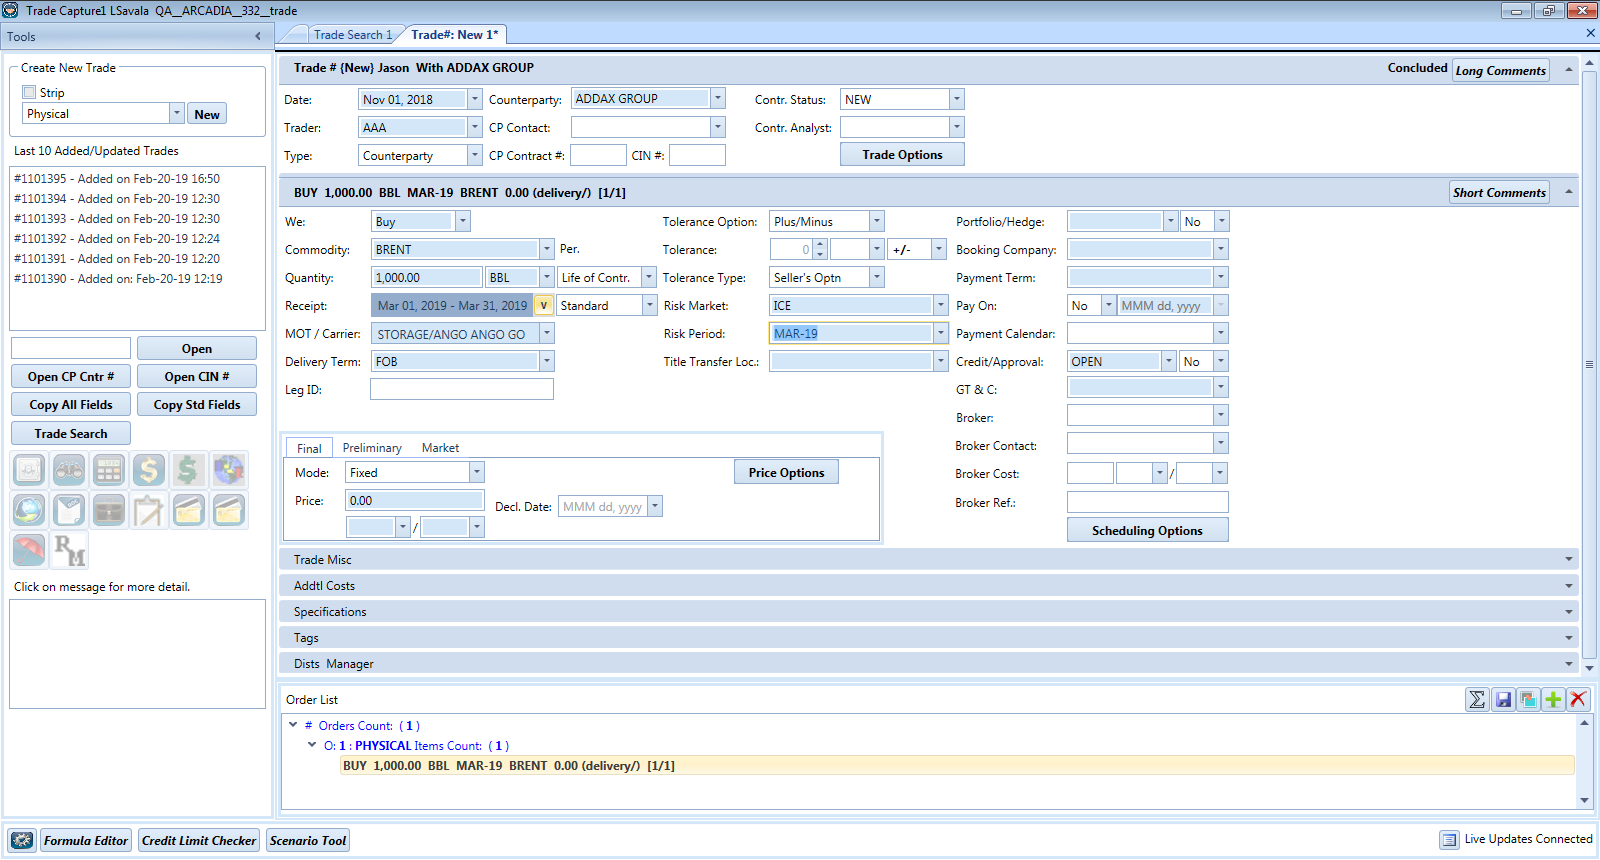 Trade Capture1 LSavala QA__ARCADIA__332__trade
Tools
Trade Search 1
Trade#: New 1*
Create New Trade
Strip
Physical
New
Last 10 Added/Updated Trades
#1101395 - Added on Feb-20-19 16:50
#1101394 - Added on Feb-20-19 12:30
#1101393 - Added on Feb-20-19 12:30
#1101392 - Added on Feb-20-19 12:24
#1101391 - Added on Feb-20-19 12:20
#1101390 - Added on: Feb-20-19 12:19
Open
Open CP Cntr # Open CIN #
Copy All Fields Copy Std Fields
Trade Search
RM
Click on message for more detail.
Trade # {New} Jason With ADDAX GROUP Concluded Long Comments
Date: Nov 01, 2018 Counterparty: ADDAX GROUP Contr. Status: NEW
Trader: AAA CP Contact: Contr. Analyst:
Type: Counterparty CP Contract #: CIN #: Trade Options
BUY 1,000.00 BBL MAR-19 BRENT 0.00 (delivery/) [1/1] Short Comments
We: Buy Tolerance Option: Plus/Minus Portfolio/Hedge: No
Commodity: BRENT Per. Tolerance: 0 +/- Booking Company:
Quantity: 1,000.00 BBL Life of Contr. Tolerance Type: Seller's Optn Payment Term:
Receipt: Mar 01, 2019 - Mar 31, 2019 v Standard Risk Market: ICE Pay On: No MMM dd, yyyy
MOT / Carrier: STORAGE/ANGO ANGO GO Risk Period: MAR-19 Payment Calendar:
Delivery Term: FOB Title Transfer Loc.: Credit/Approval: OPEN No
Leg ID: GT & C:
Broker:
Broker Contact:
Broker Cost: /
Broker Ref.:
Scheduling Options
Final Preliminary Market
Mode: Fixed Price Options
Price: 0.00 Decl. Date: MMM dd, yyyy
/
Trade Misc
Addtl Costs
Specifications
Tags
Dists Manager
Order List
# Orders Count: ( 1 )
O: 1 : PHYSICAL Items Count: ( 1 )
BUY 1,000.00 BBL MAR-19 BRENT 0.00 (delivery/) [1/1]
Formula Editor Credit Limit Checker Scenario Tool Live Updates Connected